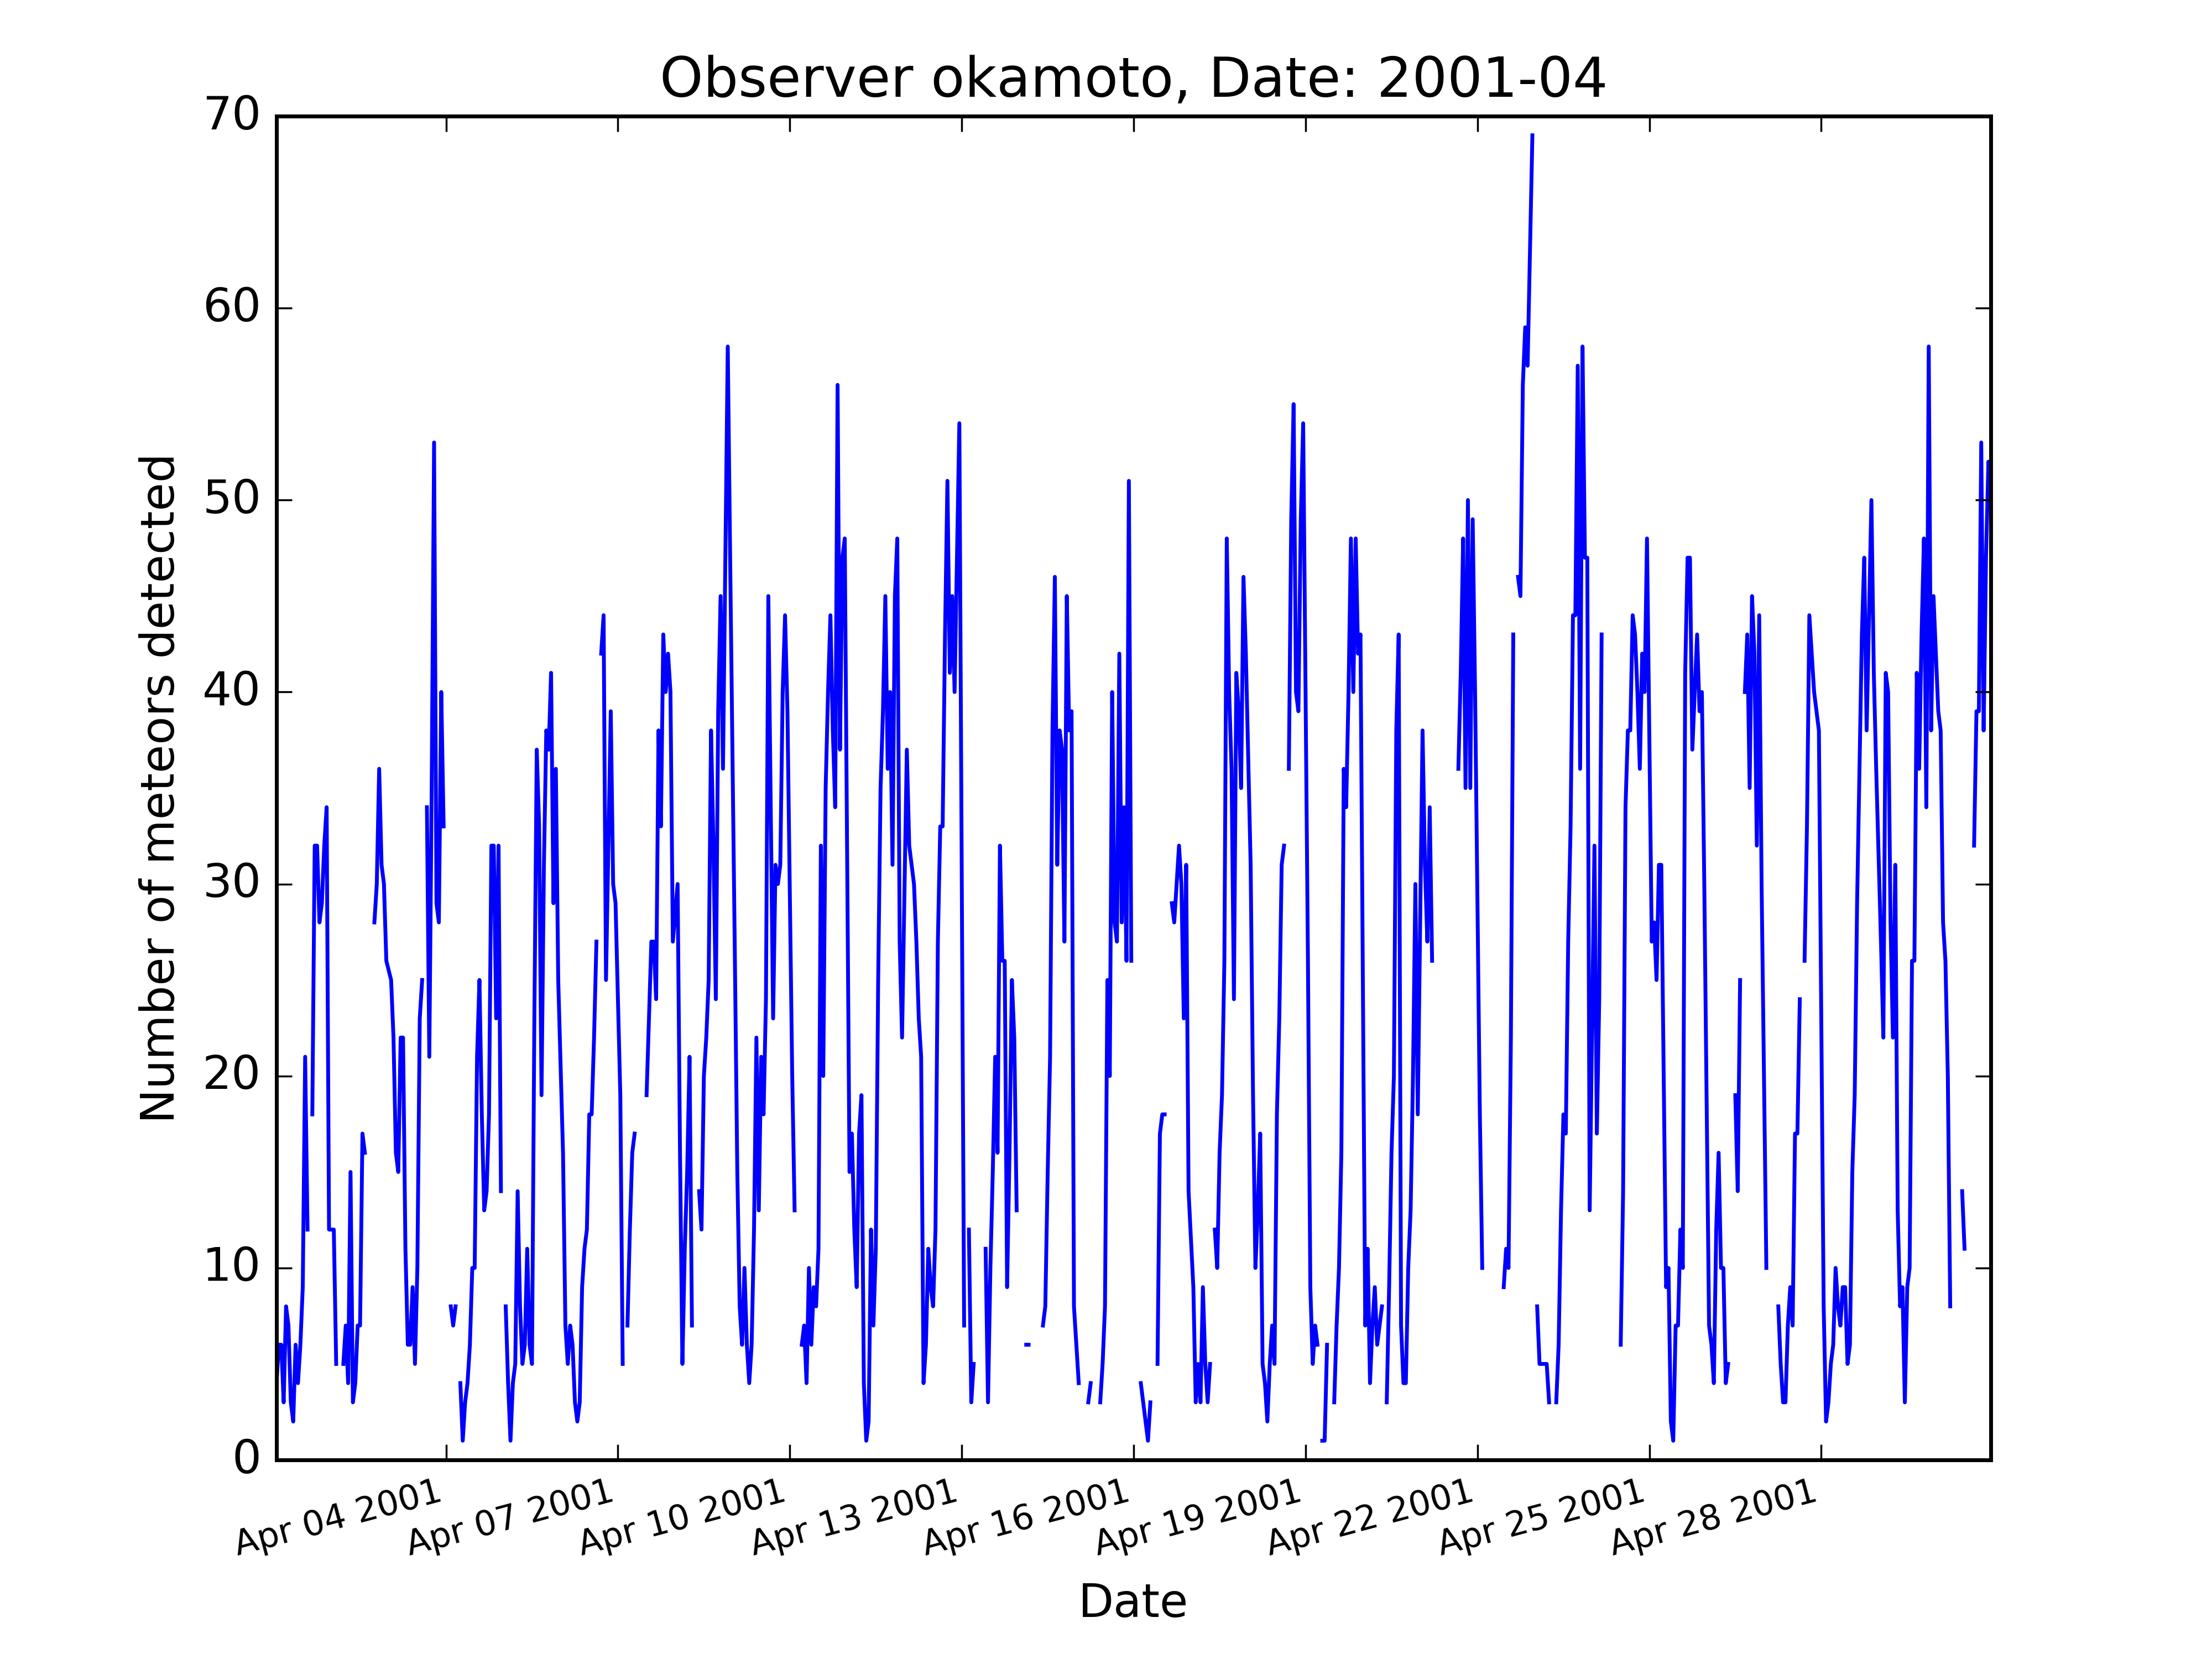 Observer okamoto, Date: 2001-04
Number of meteors detected
70
60
50
40
30
20
10
0
Apr 04 2001
Apr 07 2001
Apr 10 2001
Apr 13 2001
Apr 16 2001
Apr 19 2001
Apr 22 2001
Apr 25 2001
Apr 28 2001
Date